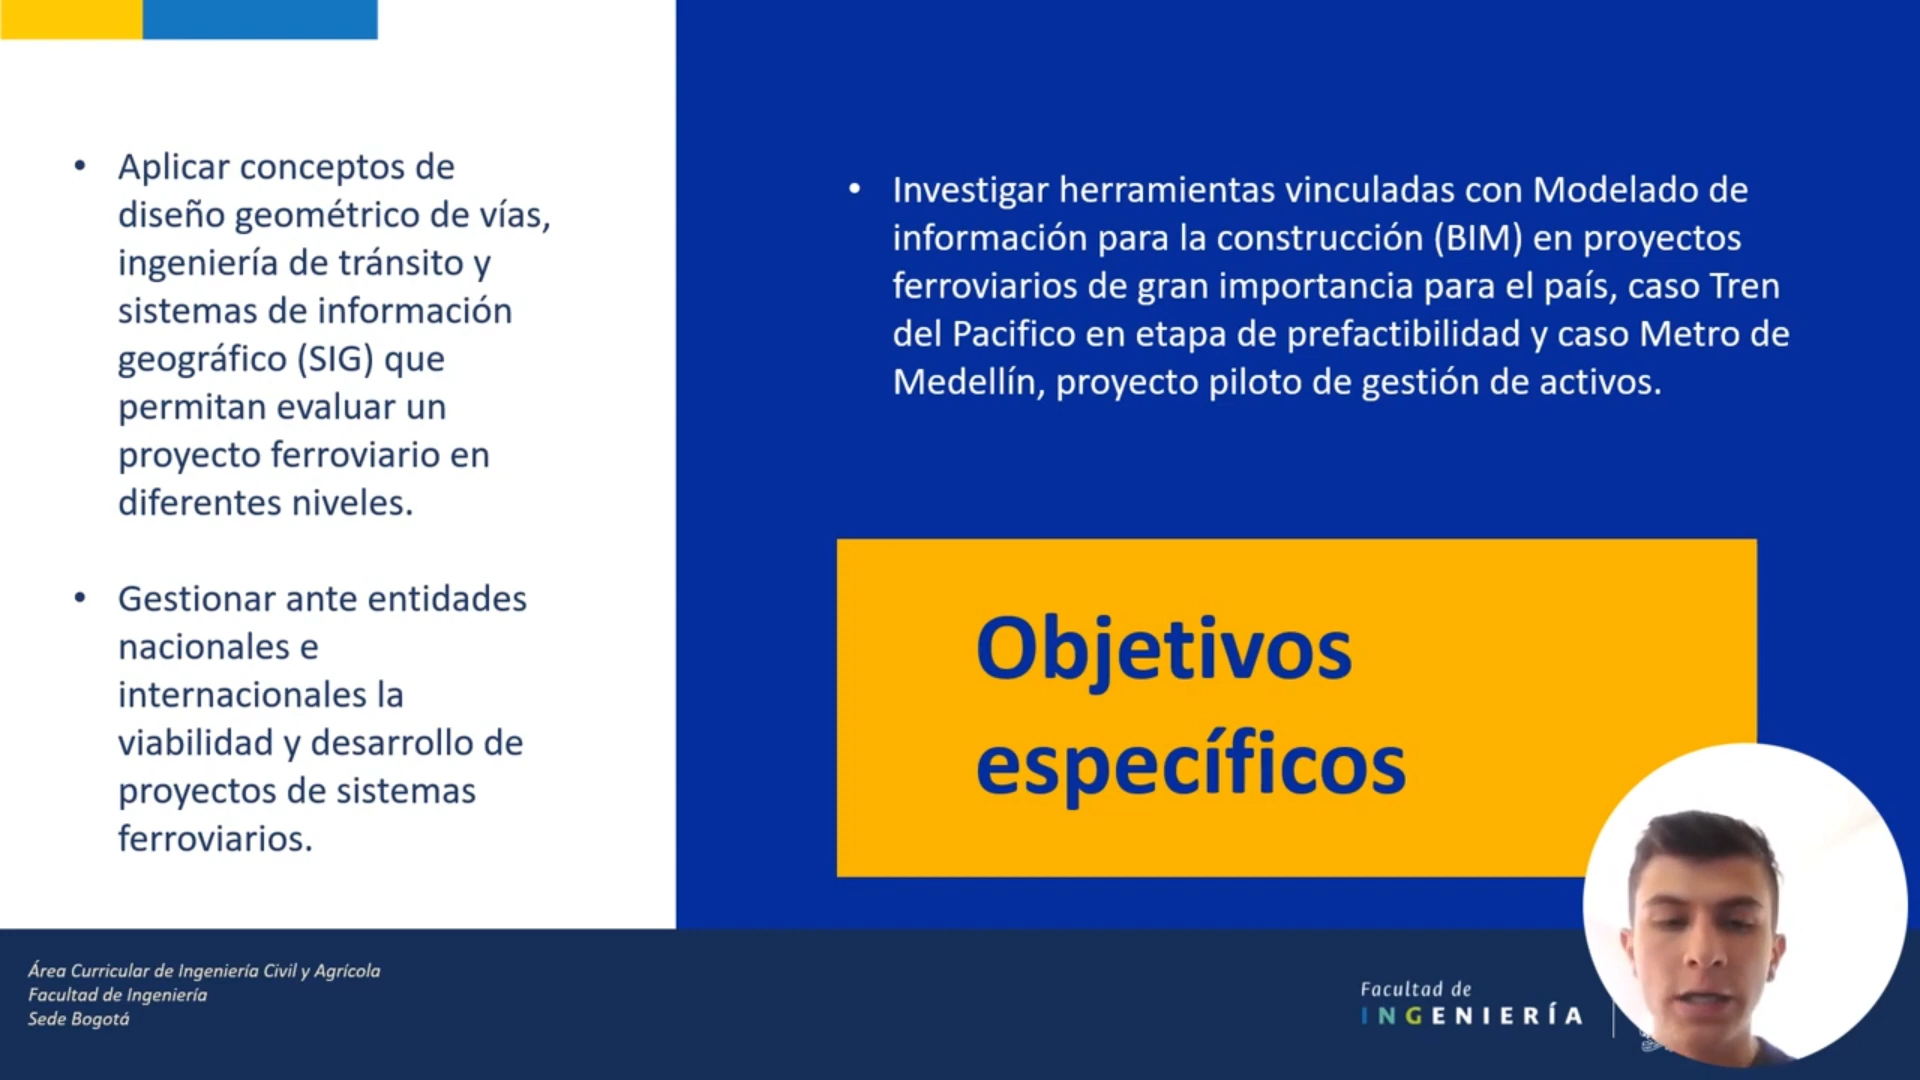 • Aplicar conceptos de
diseño geométrico de vías,
ingeniería de tránsito y
sistemas de información
geográfico (SIG) que
permitan evaluar un
proyecto ferroviario en
diferentes niveles.
• Gestionar ante entidades
nacionales e
internacionales la
viabilidad y desarrollo de
proyectos de sistemas
ferroviarios.
• Investigar herramientas vinculadas con Modelado de
información para la construcción (BIM) en proyectos
ferroviarios de gran importancia para el país, caso Tren
del Pacifico en etapa de prefactibilidad y caso Metro de
Medellín, proyecto piloto de gestión de activos.
Objetivos
específicos
Área Curricular de Ingeniería Civil y Agrícola
Facultad de Ingeniería
Sede Bogotá
Facultad de
INGENIERÍA